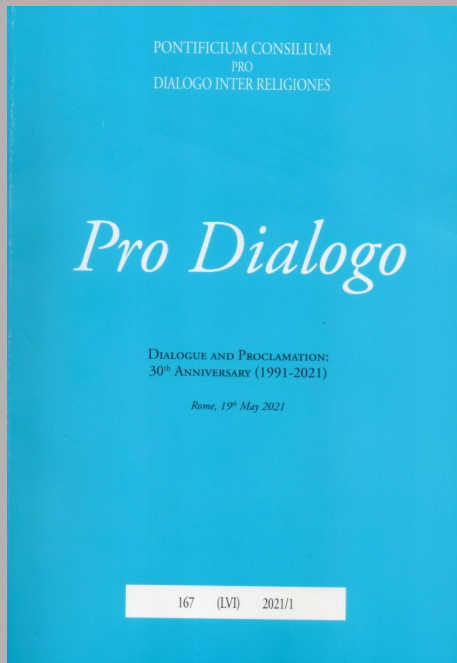 PONTIFICIUM CONSILIUM
PRO
DIALOGO INTER RELIGIONES
Pro Dialogo
DIALOGUE AND PROCLAMATION:
30th ANNIVERSARY (1991-2021)
Rome, 19th May 2021
167 (LVI) 2021/1